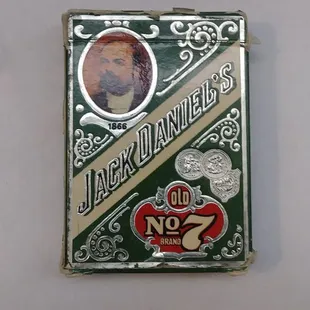 1866
JACK DANIEL'S
OLD
No 7
BRAND